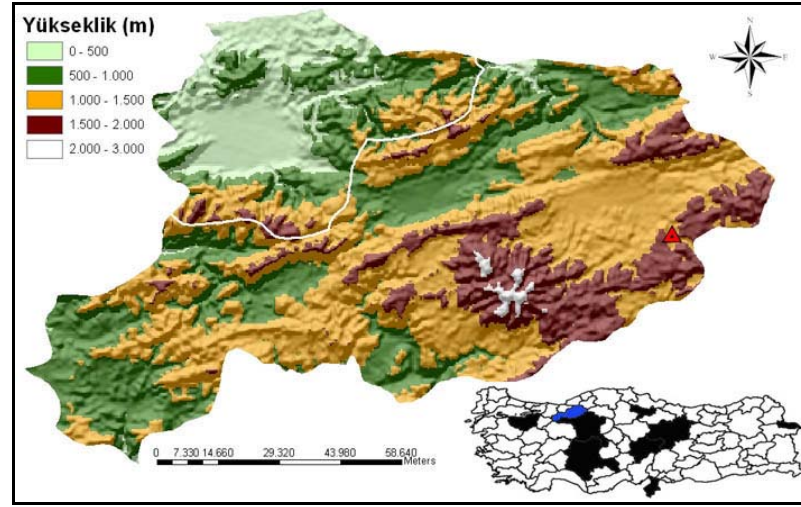 Yükseklik (m)
0 - 500
500 - 1.000
1.000 - 1.500
1.500 - 2.000
2.000 - 3.000
N
W E
S
0 7.330 14.660 29.320 43.980 58.640
Meters